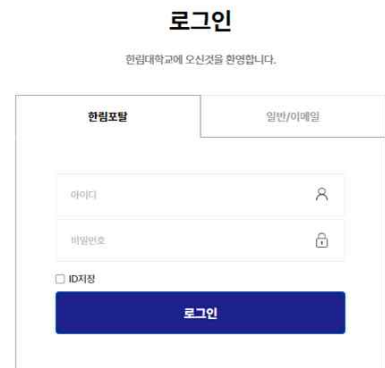 로그인
한림대학교에 오신것을 환영합니다.
한림포탈
일반/이메일
아이디
비밀번호
ID저장
로그인